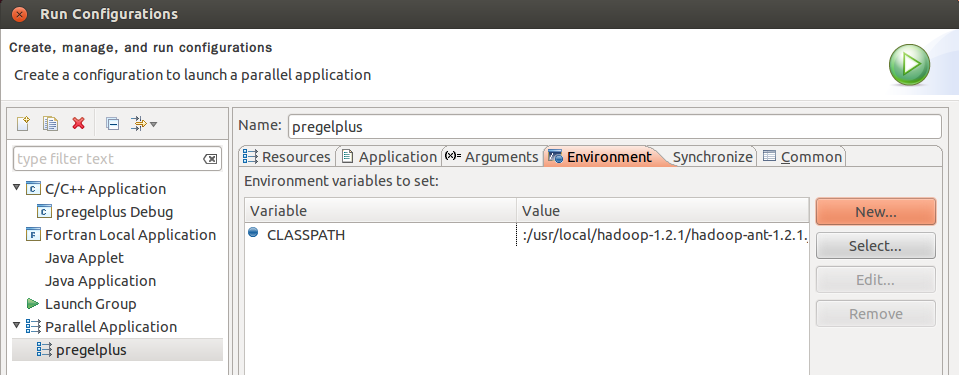 Run Configurations
Create, manage, and run configurations
Create a configuration to launch a parallel application
type filter text
C/C++ Application
pregelplus Debug
Fortran Local Application
Java Applet
Java Application
Launch Group
Parallel Application
pregelplus
Name: pregelplus
Resources Application (x)= Arguments Environment Synchronize Common
Environment variables to set:
Variable Value
CLASSPATH :/usr/local/hadoop-1.2.1/hadoop-ant-1.2.1.
New...
Select...
Edit...
Remove